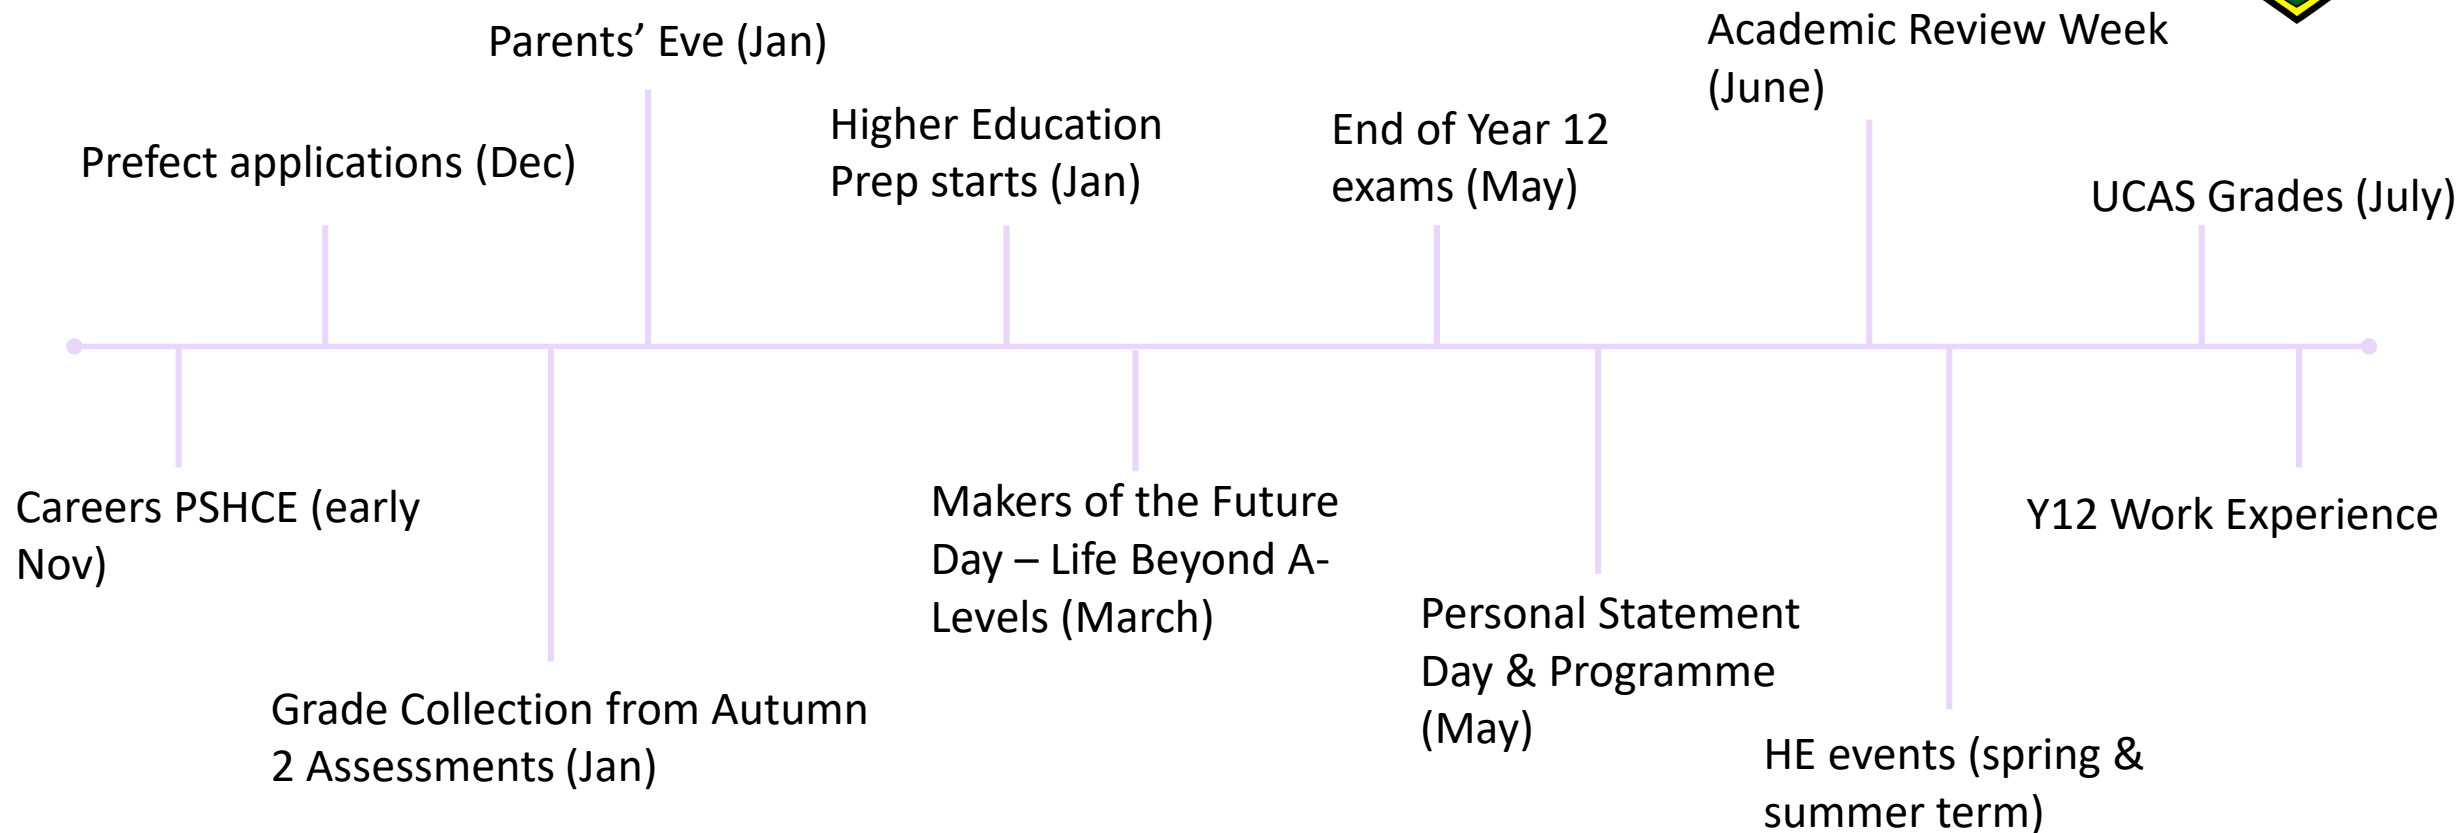 Parents’ Eve (Jan)
Academic Review Week
(June)
Prefect applications (Dec)
Higher Education
Prep starts (Jan)
End of Year 12
exams (May)
UCAS Grades (July)
Careers PSHCE (early
Nov)
Grade Collection from Autumn
2 Assessments (Jan)
Makers of the Future
Day – Life Beyond A-
Levels (March)
Personal Statement
Day & Programme
(May)
HE events (spring &
summer term)
Y12 Work Experience